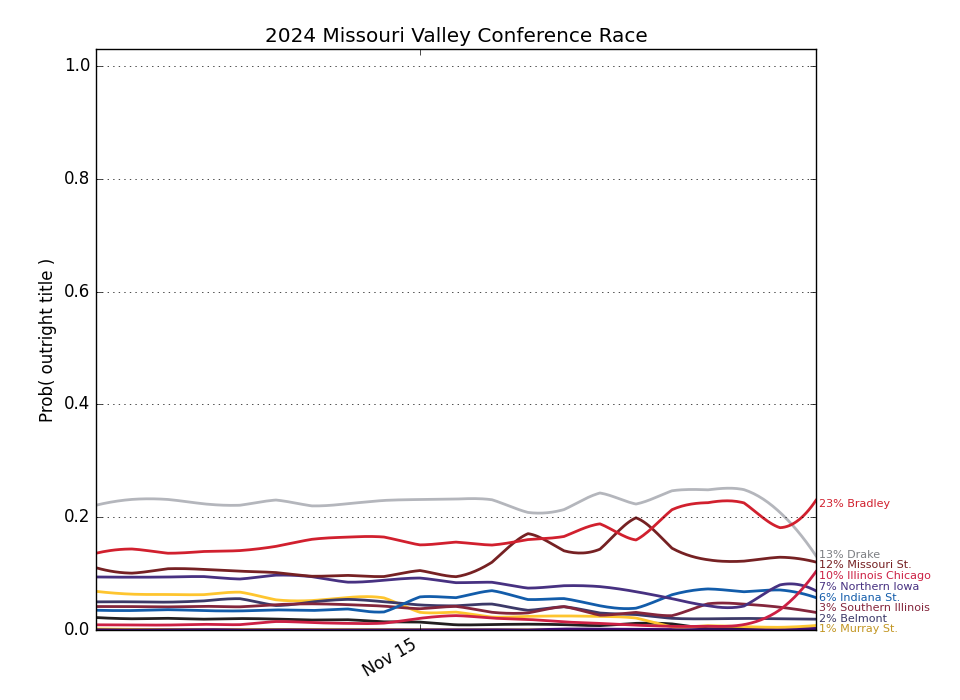 2024 Missouri Valley Conference Race
Prob( outright title )
1.0
0.8
0.6
0.4
0.2
0.0
Nov 15
23% Bradley
13% Drake
12% Missouri St.
10% Illinois Chicago
7% Northern Iowa
6% Indiana St.
3% Southern Illinois
2% Belmont
1% Murray St.